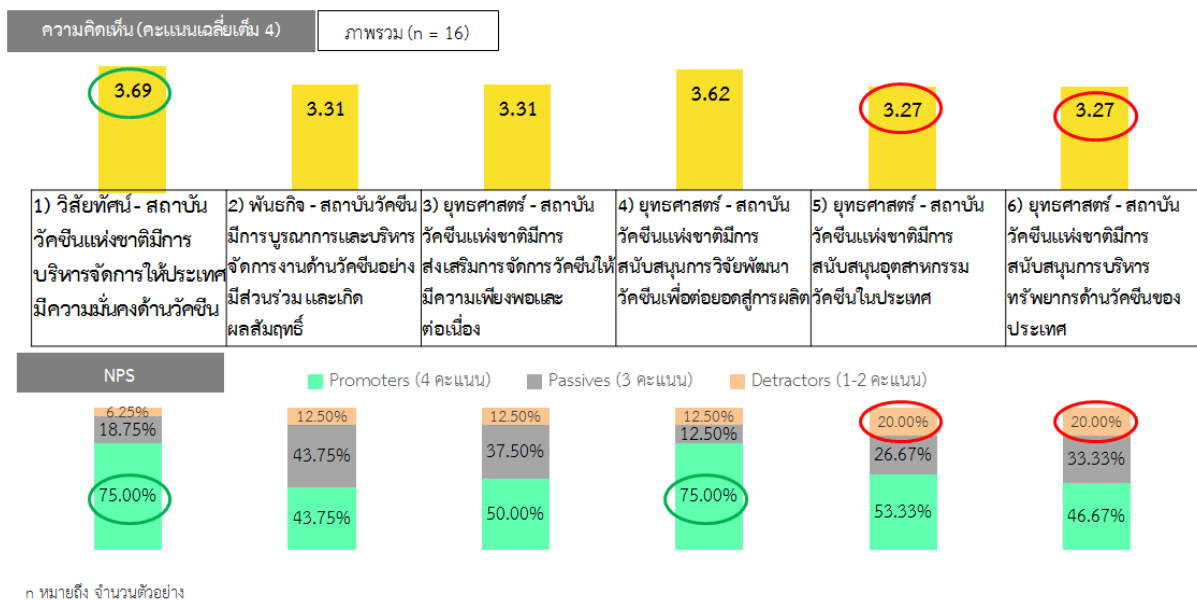 ความคิดเห็น (คะแนนเฉลี่ยเต็ม 4)
ภาพรวม (n = 16)
3.69
3.31
3.31
3.62
3.27
3.27
1) วิสัยทัศน์ - สถาบัน
วัคซีนแห่งชาติมีการ
บริหารจัดการให้ประเทศ
มีความมั่นคงด้านวัคซีน
2) พันธกิจ - สถาบันวัคซีน
มีการบูรณาการและบริหาร
จัดการงานด้านวัคซีนอย่าง
มีส่วนร่วม และเกิด
ผลสัมฤทธิ์
3) ยุทธศาสตร์ - สถาบัน
วัคซีนแห่งชาติมีการ
ส่งเสริมการจัดการวัคซีนให้
มีความเพียงพอและ
ต่อเนื่อง
4) ยุทธศาสตร์ - สถาบัน
วัคซีนแห่งชาติมีการ
สนับสนุนการวิจัยพัฒนา
วัคซีนเพื่อต่อยอดสู่การผลิต
5) ยุทธศาสตร์ - สถาบัน
วัคซีนแห่งชาติมีการ
สนับสนุนอุตสาหกรรม
วัคซีนในประเทศ
6) ยุทธศาสตร์ - สถาบัน
วัคซีนแห่งชาติมีการ
สนับสนุนการบริหาร
ทรัพยากรด้านวัคซีนของ
ประเทศ
NPS
Promoters (4 คะแนน)
Passives (3 คะแนน)
Detractors (1-2 คะแนน)
6.25%
18.75%
75.00%
12.50%
43.75%
43.75%
12.50%
37.50%
50.00%
12.50%
12.50%
75.00%
20.00%
26.67%
53.33%
20.00%
33.33%
46.67%
n หมายถึง จำนวนตัวอย่าง